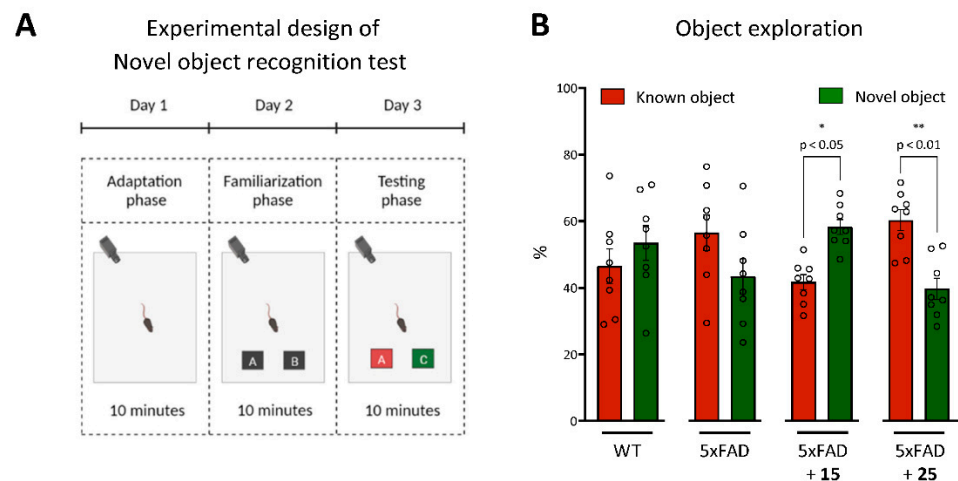 A
Experimental design of
Novel object recognition test
Day 1
Day 2
Day 3
Adaptation
phase
Familiarization
phase
Testing
phase
A
B
A
C
10 minutes
10 minutes
10 minutes
B
Object exploration
Known object
Novel object
*
p < 0.05
**
p < 0.01
%
100
80
60
40
20
0
WT
5xFAD
5xFAD
+ 15
5xFAD
+ 25